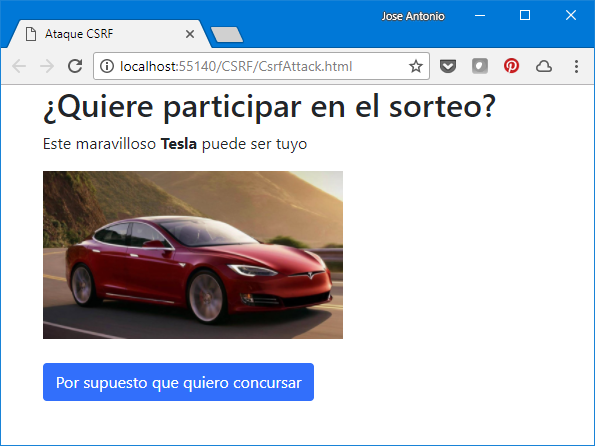 Jose Antonio
Ataque CSRF
localhost:55140/CSRF/CsrfAttack.html
¿Quiere participar en el sorteo?
Este maravilloso Tesla puede ser tuyo
Por supuesto que quiero concursar